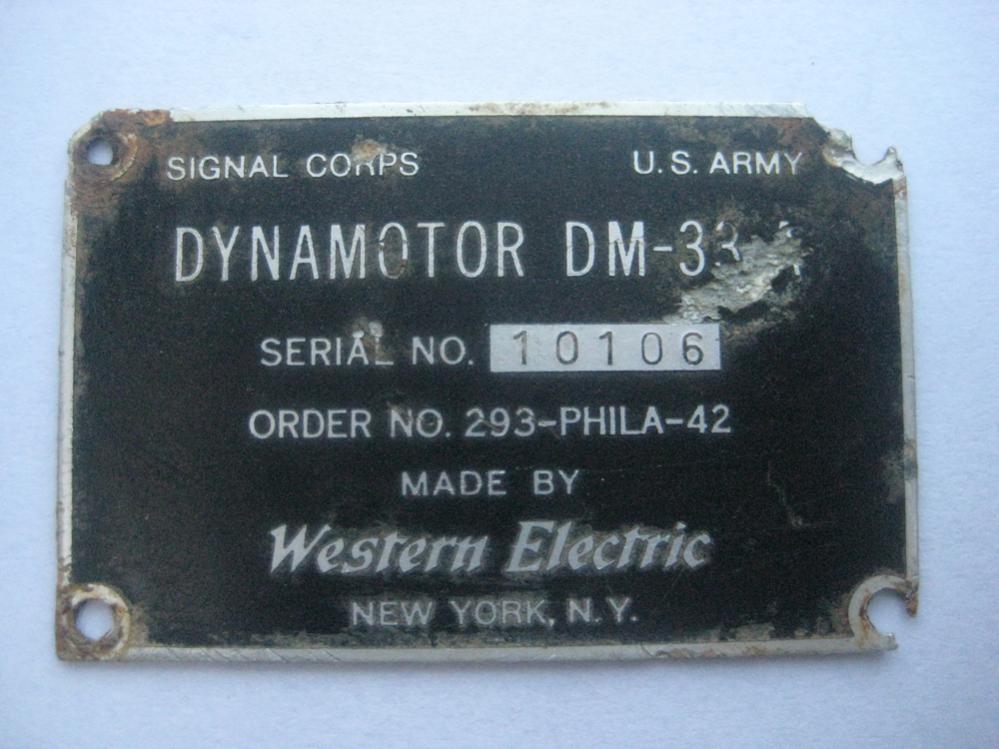 SIGNAL CORPS U.S. ARMY
DYNAMOTOR DM-33
SERIAL NO. 10106
ORDER NO. 293-PHILA-42
MADE BY
Western Electric
NEW YORK, N.Y.